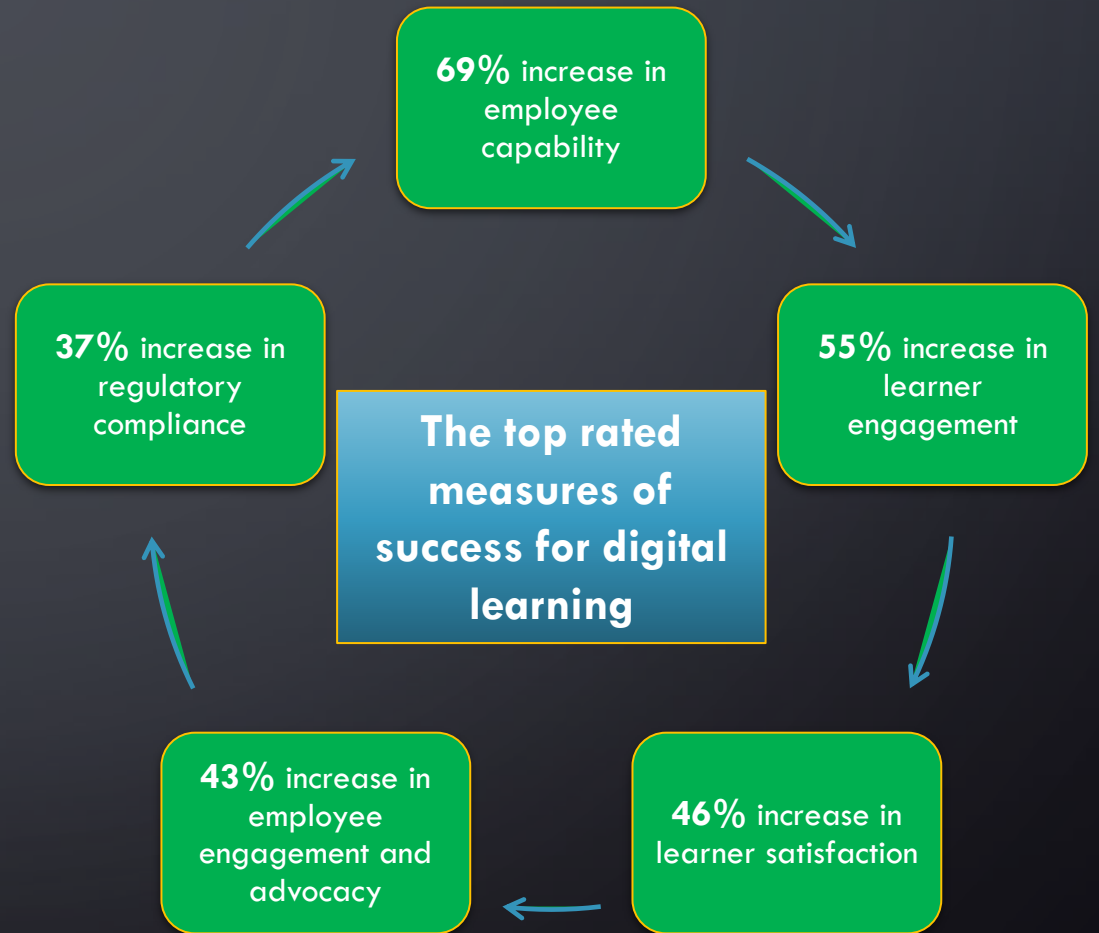 69% increase in
employee
capability
55% increase in
learner
engagement
46% increase in
learner satisfaction
43% increase in
employee
engagement and
advocacy
37% increase in
regulatory
compliance
The top rated
measures of
success for digital
learning